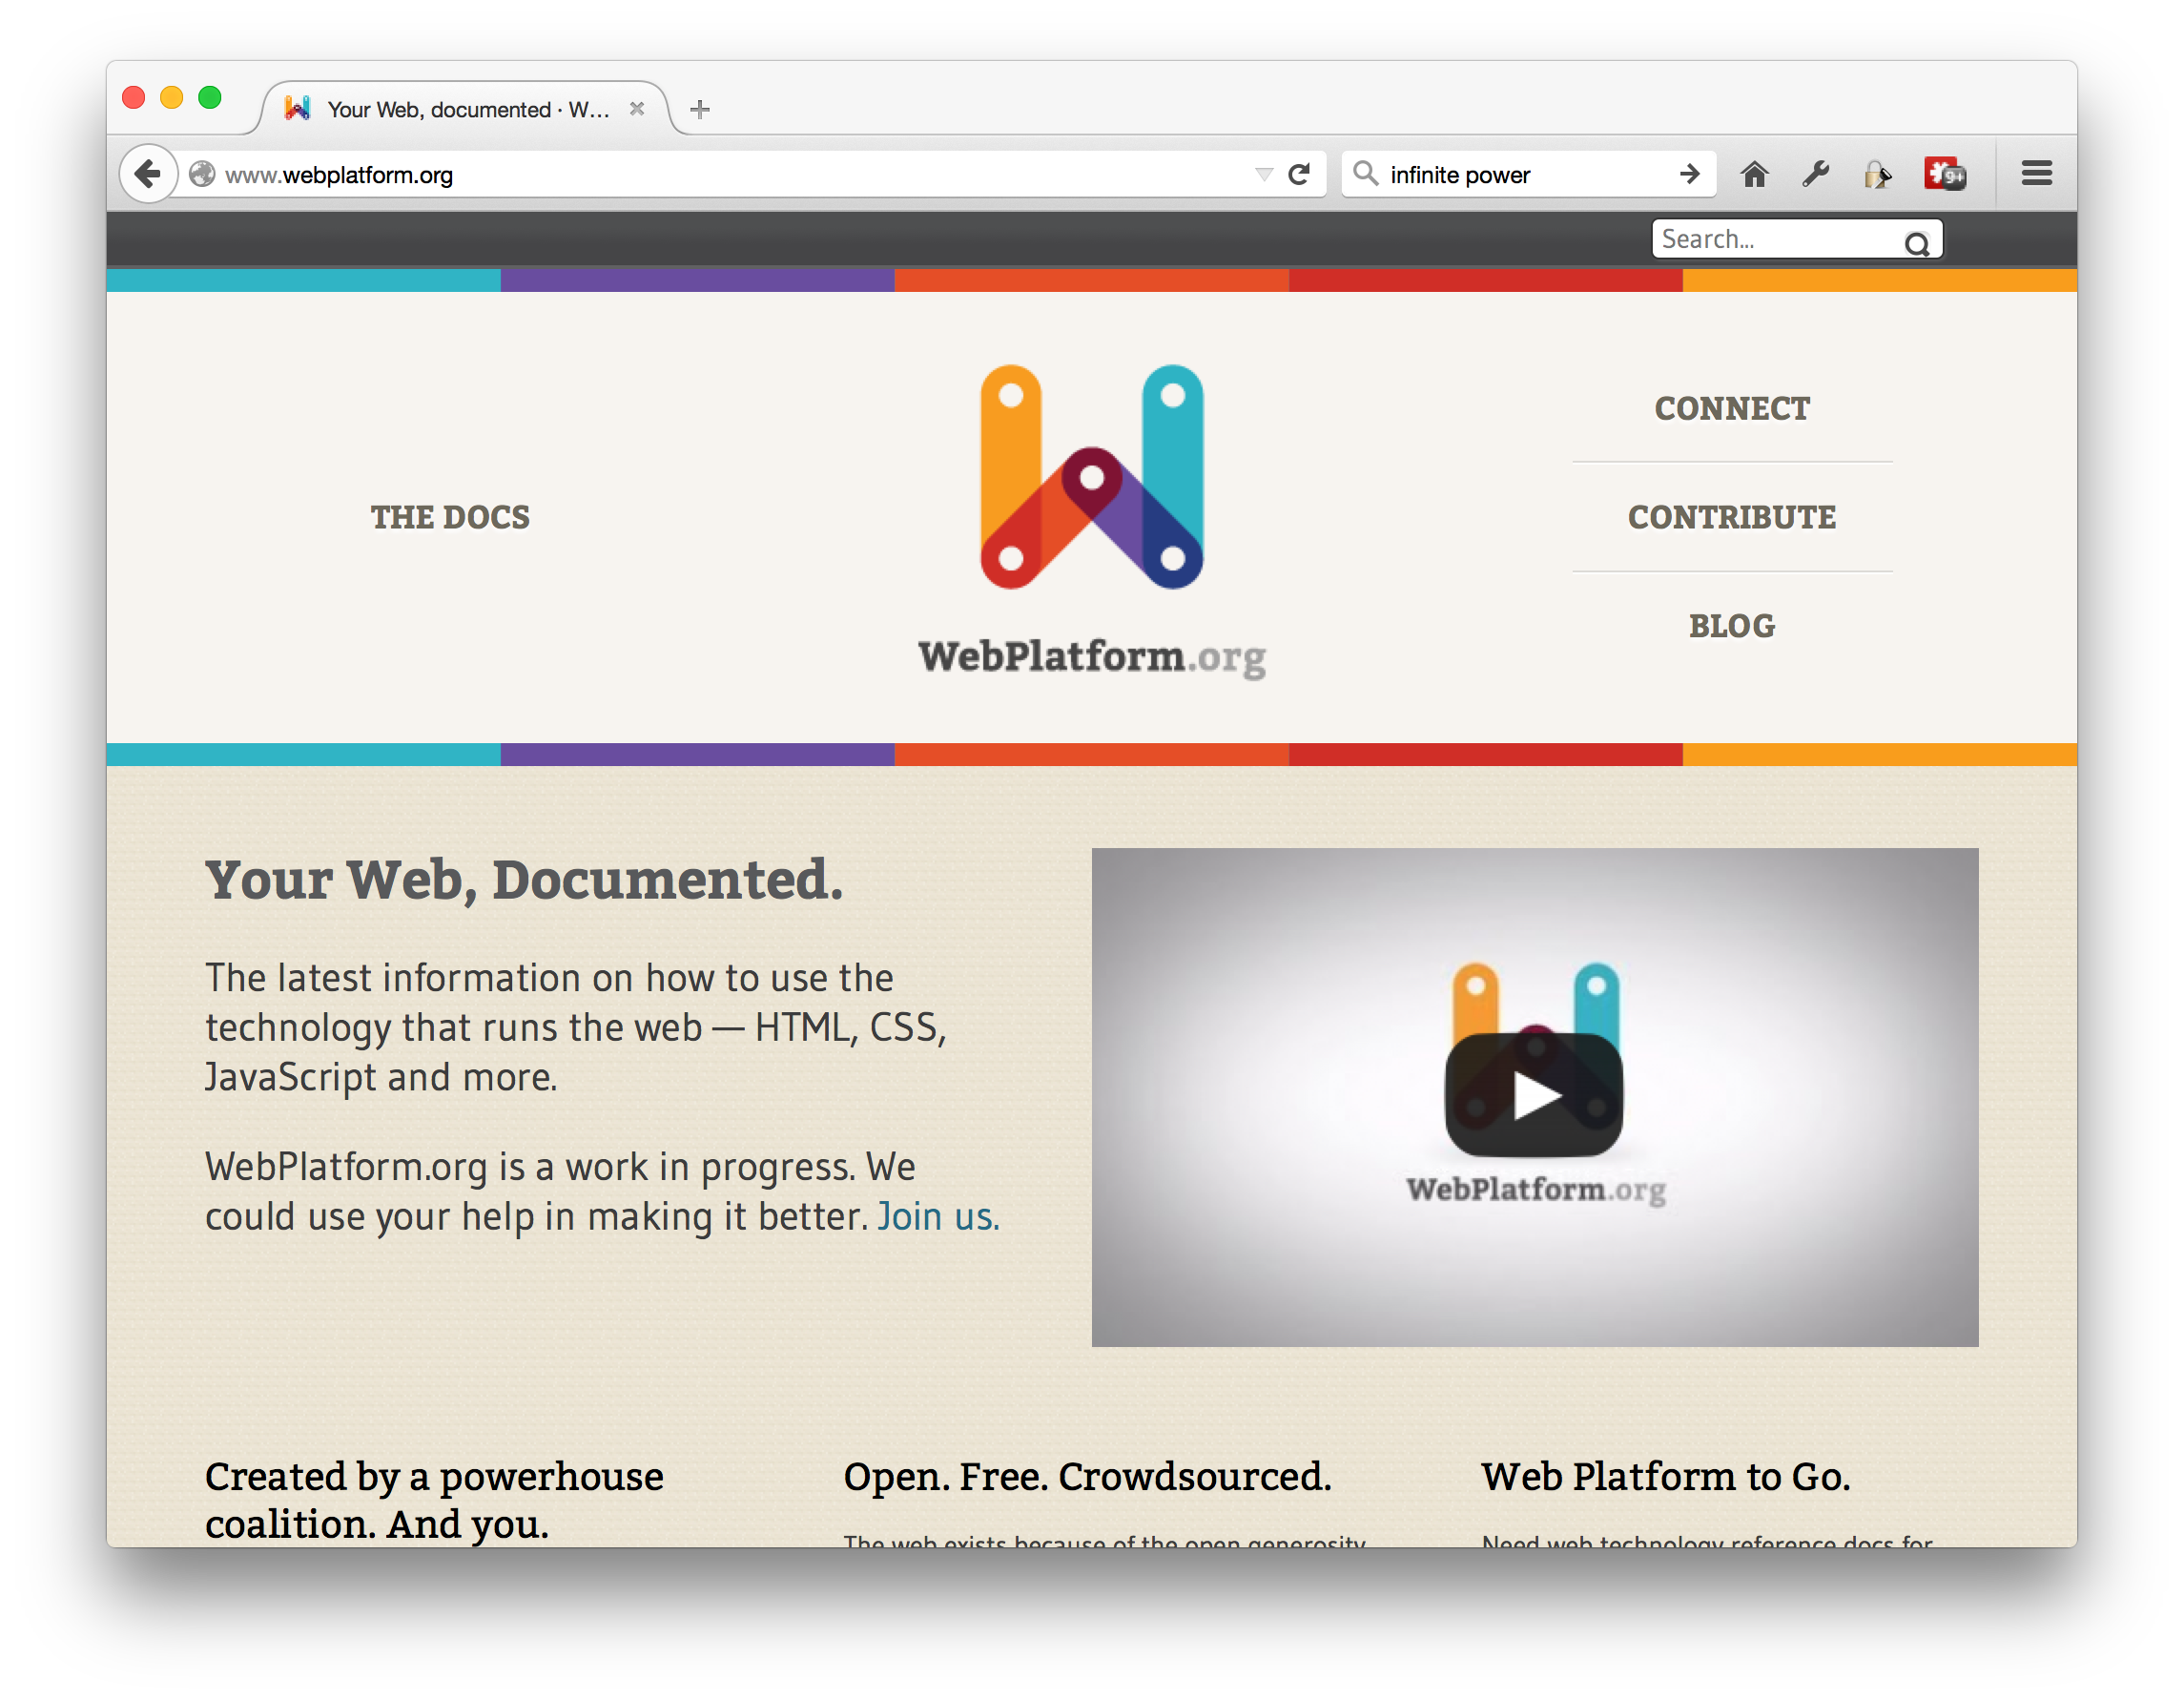 Your Web, documented · W...
www.webplatform.org
infinite power
9+
Search...
THE DOCS
WebPlatform.org
CONNECT
CONTRIBUTE
BLOG
Your Web, Documented.
The latest information on how to use the
technology that runs the web — HTML, CSS,
JavaScript and more.
WebPlatform.org is a work in progress. We
could use your help in making it better. Join us.
WebPlatform.org
Created by a powerhouse
coalition. And you.
Open. Free. Crowdsourced.
The web exists because of the open generosity
Web Platform to Go.
Need web technology reference docs for